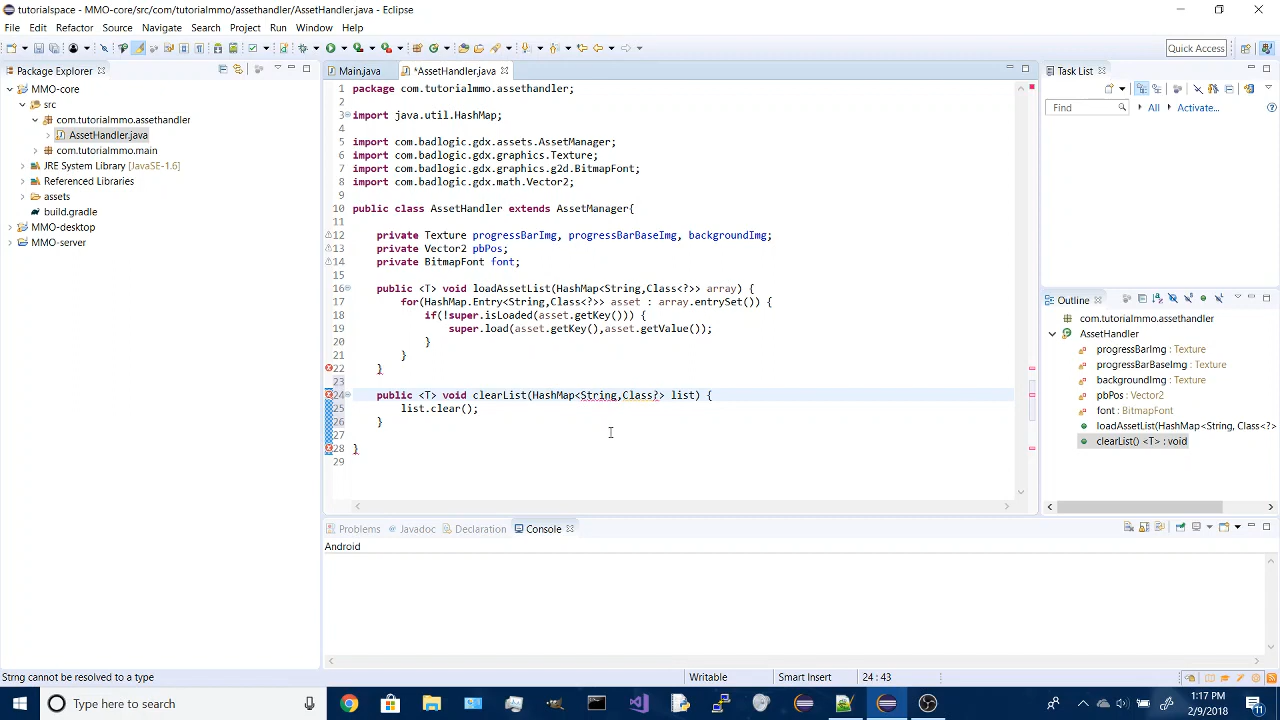 tutorialspace - MMO-core/src/com/tutorialmmo/assethandler/AssetHandler.java - Eclipse
File Edit Refactor Source Navigate Search Project Run Window Help
Quick Access
Package Explorer
MMO-core
src
com.tutorialmmo.assethandler
AssetHandler.java
com.tutorialmmo.main
JRE System Library [JavaSE-1.6]
Referenced Libraries
assets
build.gradle
MMO-desktop
MMO-server
Main.java *AssetHandler.java
1 package com.tutorialmmo.assethandler;
2
3 import java.util.HashMap;
4
5 import com.badlogic.gdx.assets.AssetManager;
6 import com.badlogic.gdx.graphics.Texture;
7 import com.badlogic.gdx.graphics.g2d.BitmapFont;
8 import com.badlogic.gdx.math.Vector2;
9
10 public class AssetHandler extends AssetManager{
11
12 private Texture progressBarImg, progressBarBaseImg, backgroundImg;
13 private Vector2 pbPos;
14 private BitmapFont font;
15
16 public <T> void loadAssetList(HashMap<String,Class<?>> array) {
17 for(HashMap.Entry<String,Class<?>> asset : array.entrySet()) {
18 if(!super.isLoaded(asset.getKey())) {
19 super.load(asset.getKey(),asset.getValue());
20 }
21 }
22 }
23
24 public <T> void clearList(HashMap<String,Class?> list) {
25 list.clear();
26 }
27
28 }
29
Task List
Find All Activate...
Outline
com.tutorialmmo.assethandler
AssetHandler
progressBarImg : Texture
progressBarBaseImg : Texture
backgroundImg : Texture
pbPos : Vector2
font : BitmapFont
loadAssetList(HashMap<String, Class<?>
clearList() <T> : void
Problems Javadoc Declaration Console
Android
Strng cannot be resolved to a type Writable Smart Insert 24 : 43
Type here to search
1:17 PM
2/9/2018
11